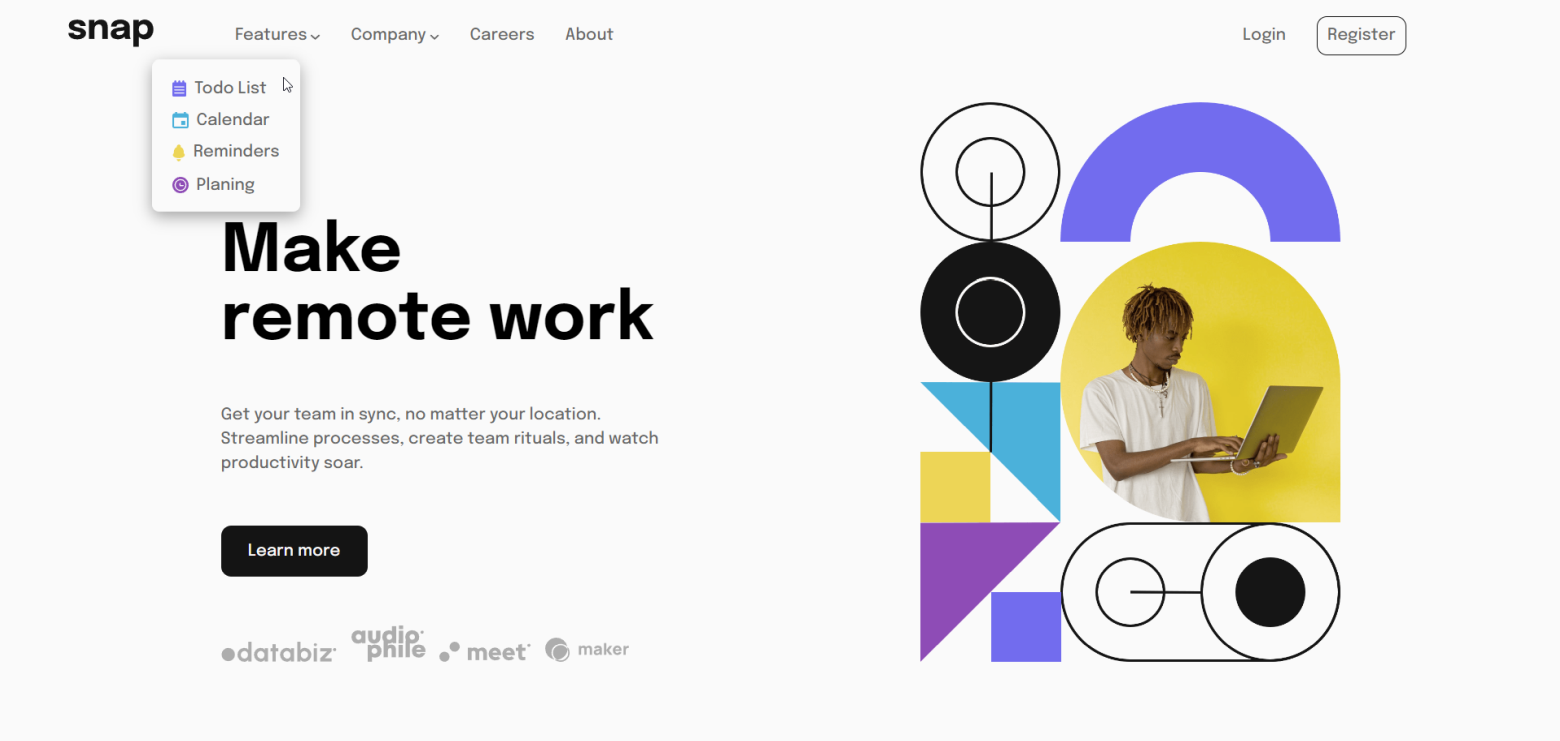 snap
Features
Company
Careers
About
Login
Register
Todo List
Calendar
Reminders
Planing
Make
remote work
Get your team in sync, no matter your location.
Streamline processes, create team rituals, and watch
productivity soar.
Learn more
databiz
audio
phile
meet
maker